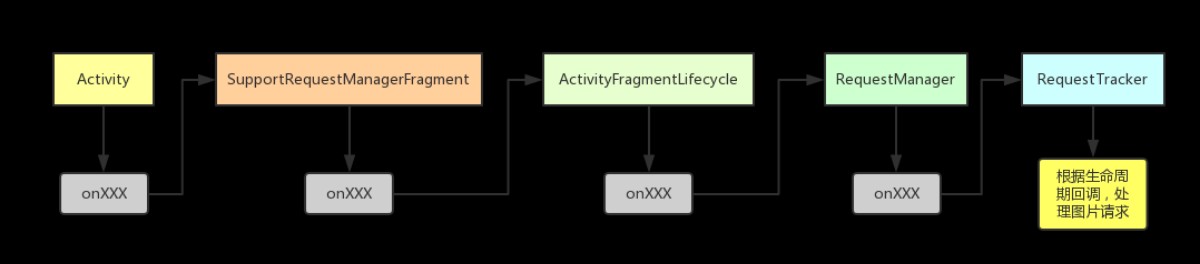 Activity
SupportRequestManagerFragment
ActivityFragmentLifecycle
RequestManager
RequestTracker
onXXX
onXXX
onXXX
onXXX
根据生命周
期回调，处
理图片请求